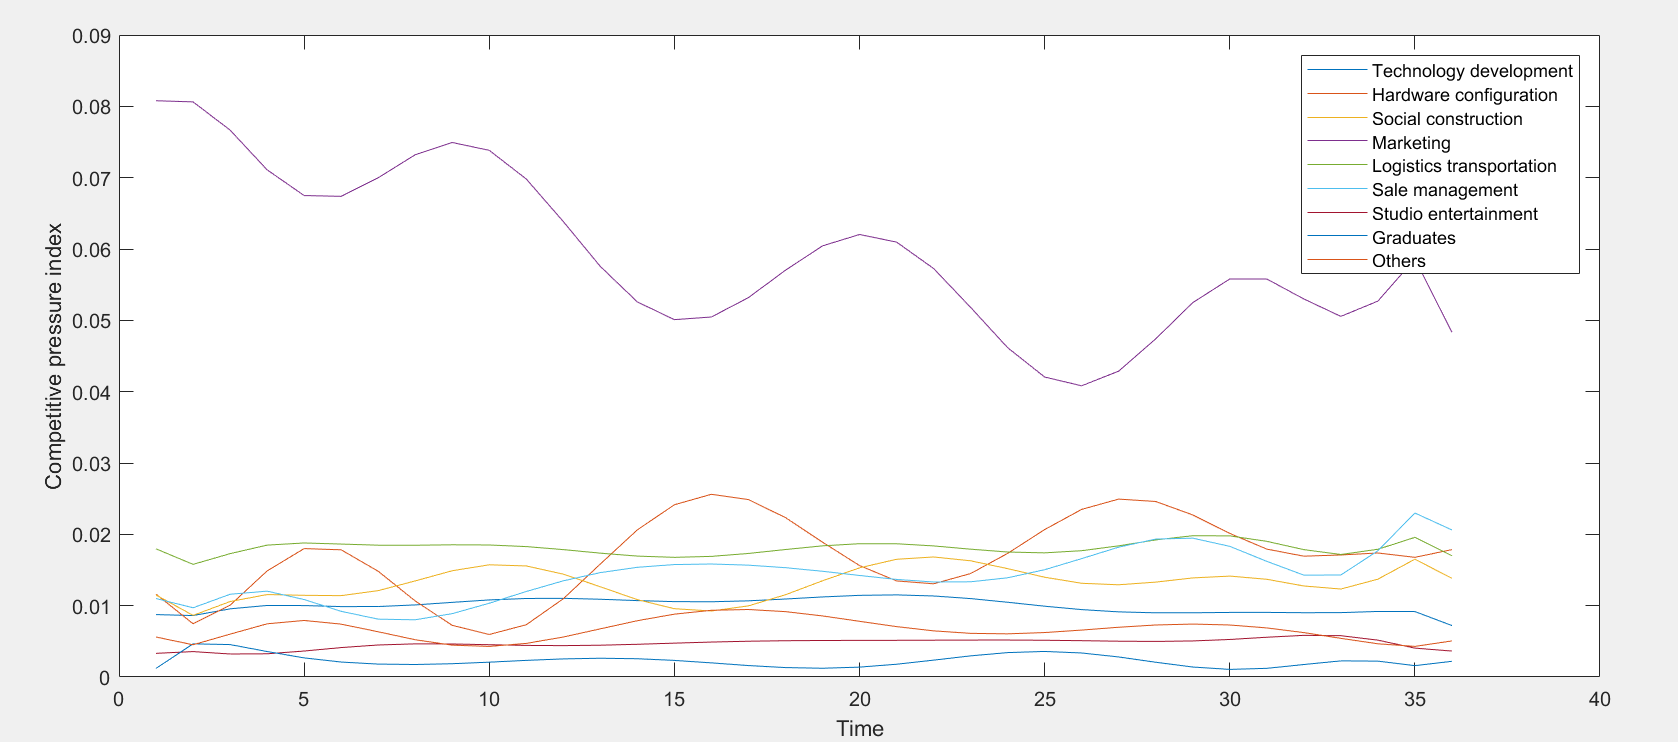 0.09
0.08
0.07
0.06
0.05
0.04
0.03
0.02
0.01
0
Competitive pressure index
0 5 10 15 20 25 30 35 40
Time
Technology development
Hardware configuration
Social construction
Marketing
Logistics transportation
Sale management
Studio entertainment
Graduates
Others